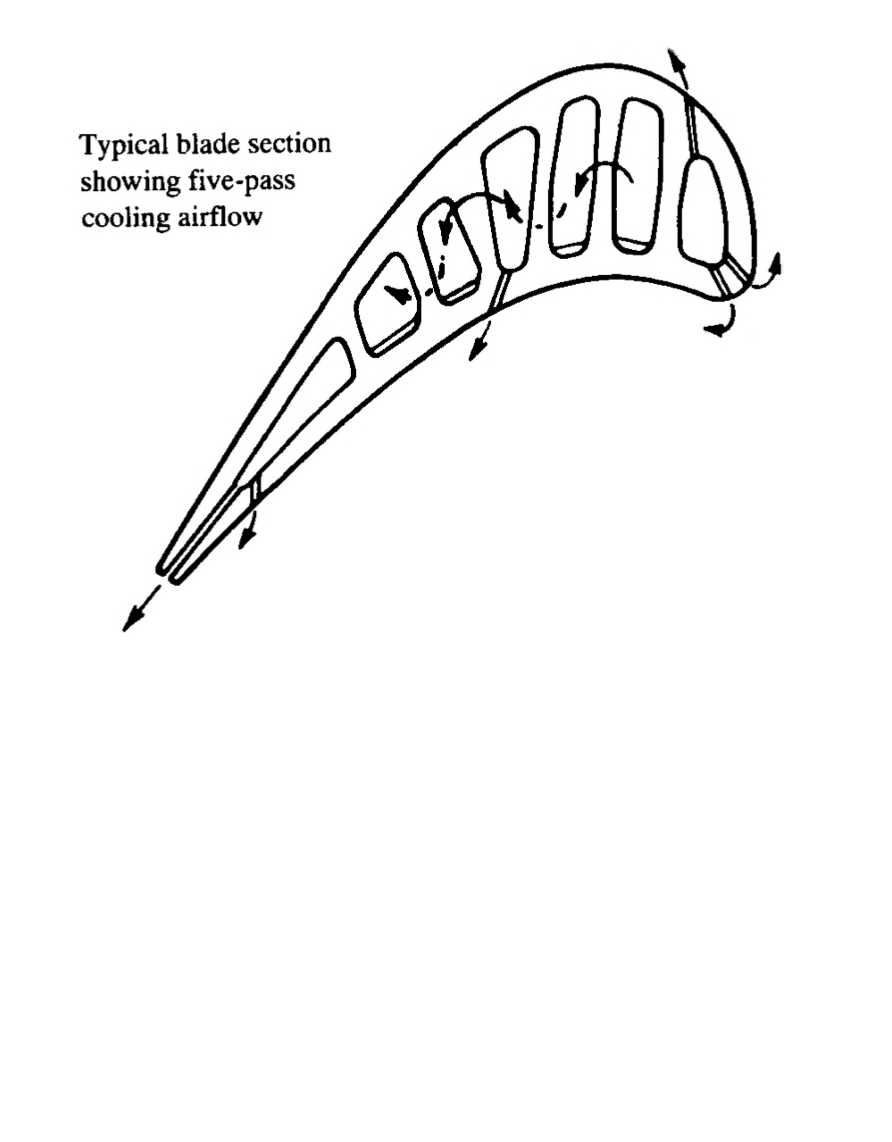 Typical blade section
showing five-pass
cooling airflow